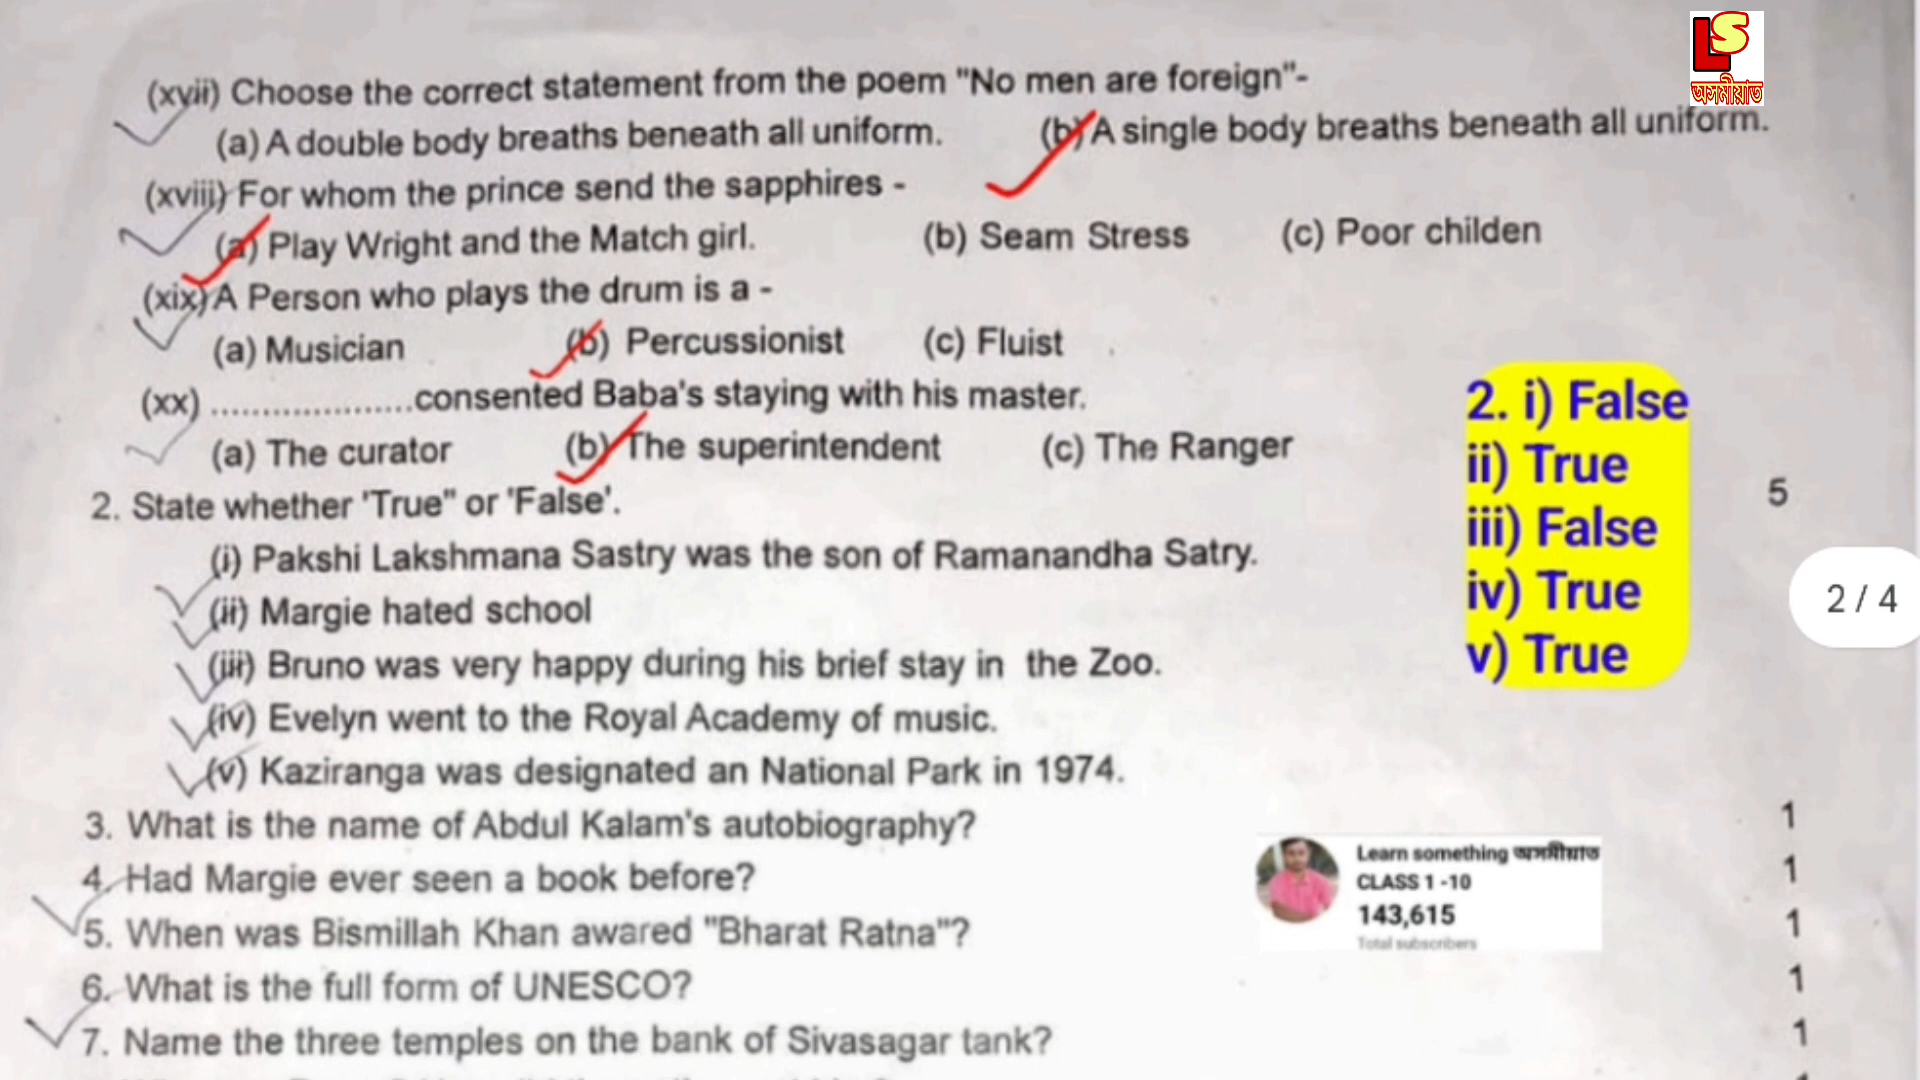 LS
অসমীয়াত
(xvii) Choose the correct statement from the poem "No men are foreign"-
(a) A double body breaths beneath all uniform. (b) A single body breaths beneath all uniform.
(xviii) For whom the prince send the sapphires -
(a) Play Wright and the Match girl. (b) Seam Stress (c) Poor childen
(xix) A Person who plays the drum is a -
(a) Musician (b) Percussionist (c) Fluist
(xx) ....................consented Baba's staying with his master.
(a) The curator (b) The superintendent (c) The Ranger
2. State whether 'True" or 'False'. 5
(i) Pakshi Lakshmana Sastry was the son of Ramanandha Satry.
(ii) Margie hated school
(iii) Bruno was very happy during his brief stay in the Zoo.
(iv) Evelyn went to the Royal Academy of music.
(v) Kaziranga was designated an National Park in 1974.
2. i) False
ii) True
iii) False
iv) True
v) True
2 / 4
3. What is the name of Abdul Kalam's autobiography? 1
4. Had Margie ever seen a book before? 1
5. When was Bismillah Khan awared "Bharat Ratna"? 1
6. What is the full form of UNESCO? 1
7. Name the three temples on the bank of Sivasagar tank? 1
Learn something অসমীয়াত
CLASS 1 -10
143,615
Total subscribers